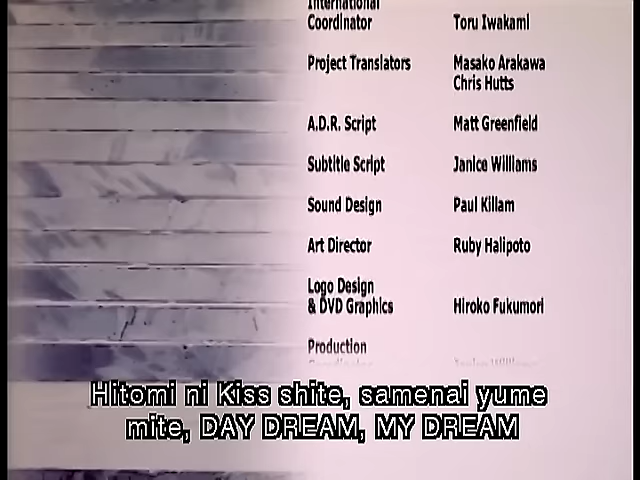 International
Coordinator Toru Iwakami
Project Translators Masako Arakawa
Chris Hutts
A.D.R. Script Matt Greenfield
Subtitle Script Janice Williams
Sound Design Paul Killam
Art Director Ruby Halipoto
Logo Design
& DVD Graphics Hiroko Fukumori
Production
Hitomi ni Kiss shite, samenai yume
mite, DAY DREAM, MY DREAM